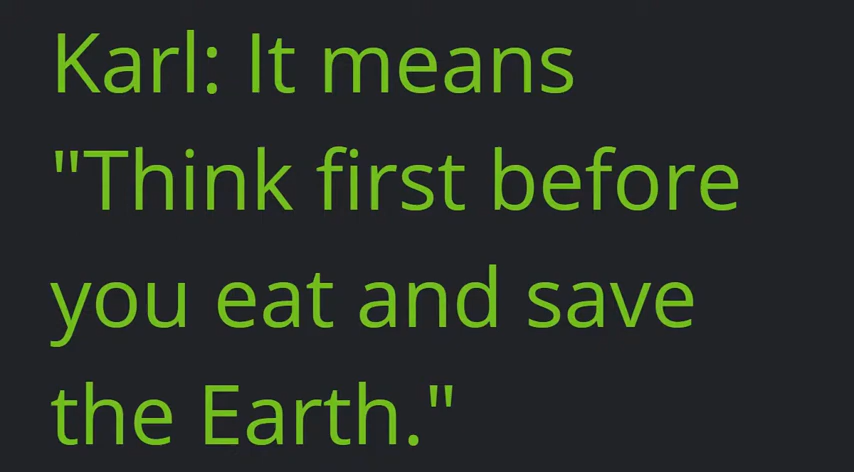 Karl: It means
"Think first before
you eat and save
the Earth."